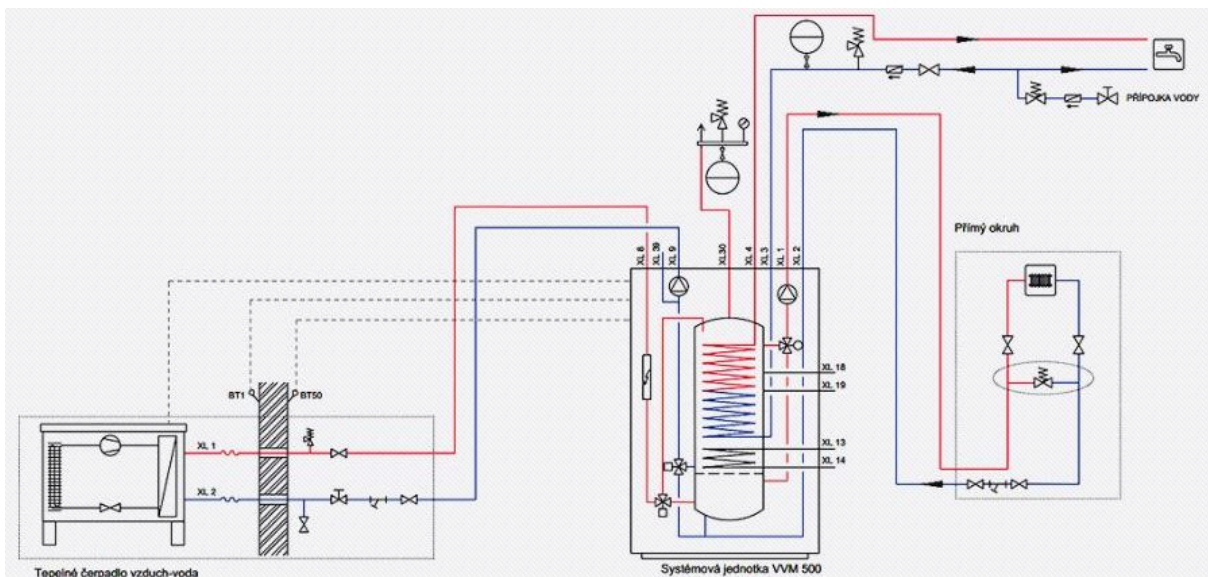 PŘÍPOJKA VODY
Přímý okruh
XL 8
XL 39
XL 9
XL30
XL 4
XL 3
XL 1
XL 2
XL 18
XL 19
BT1
BT50
XL 1
XL 13
XL 14
XL 2
Systémová jednotka VVM 500
Tepelné čerpadlo vzduch-voda